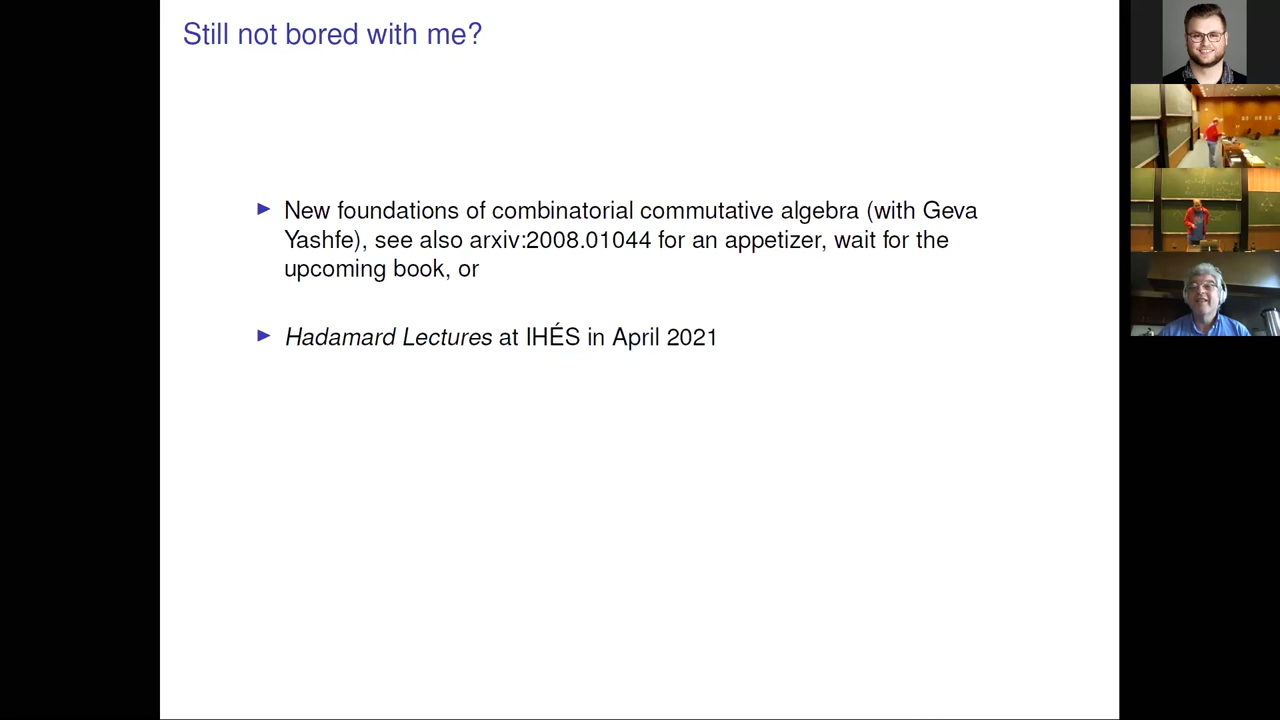 Still not bored with me?
▶ New foundations of combinatorial commutative algebra (with Geva
Yashfe), see also arxiv:2008.01044 for an appetizer, wait for the
upcoming book, or
▶ Hadamard Lectures at IHÉS in April 2021